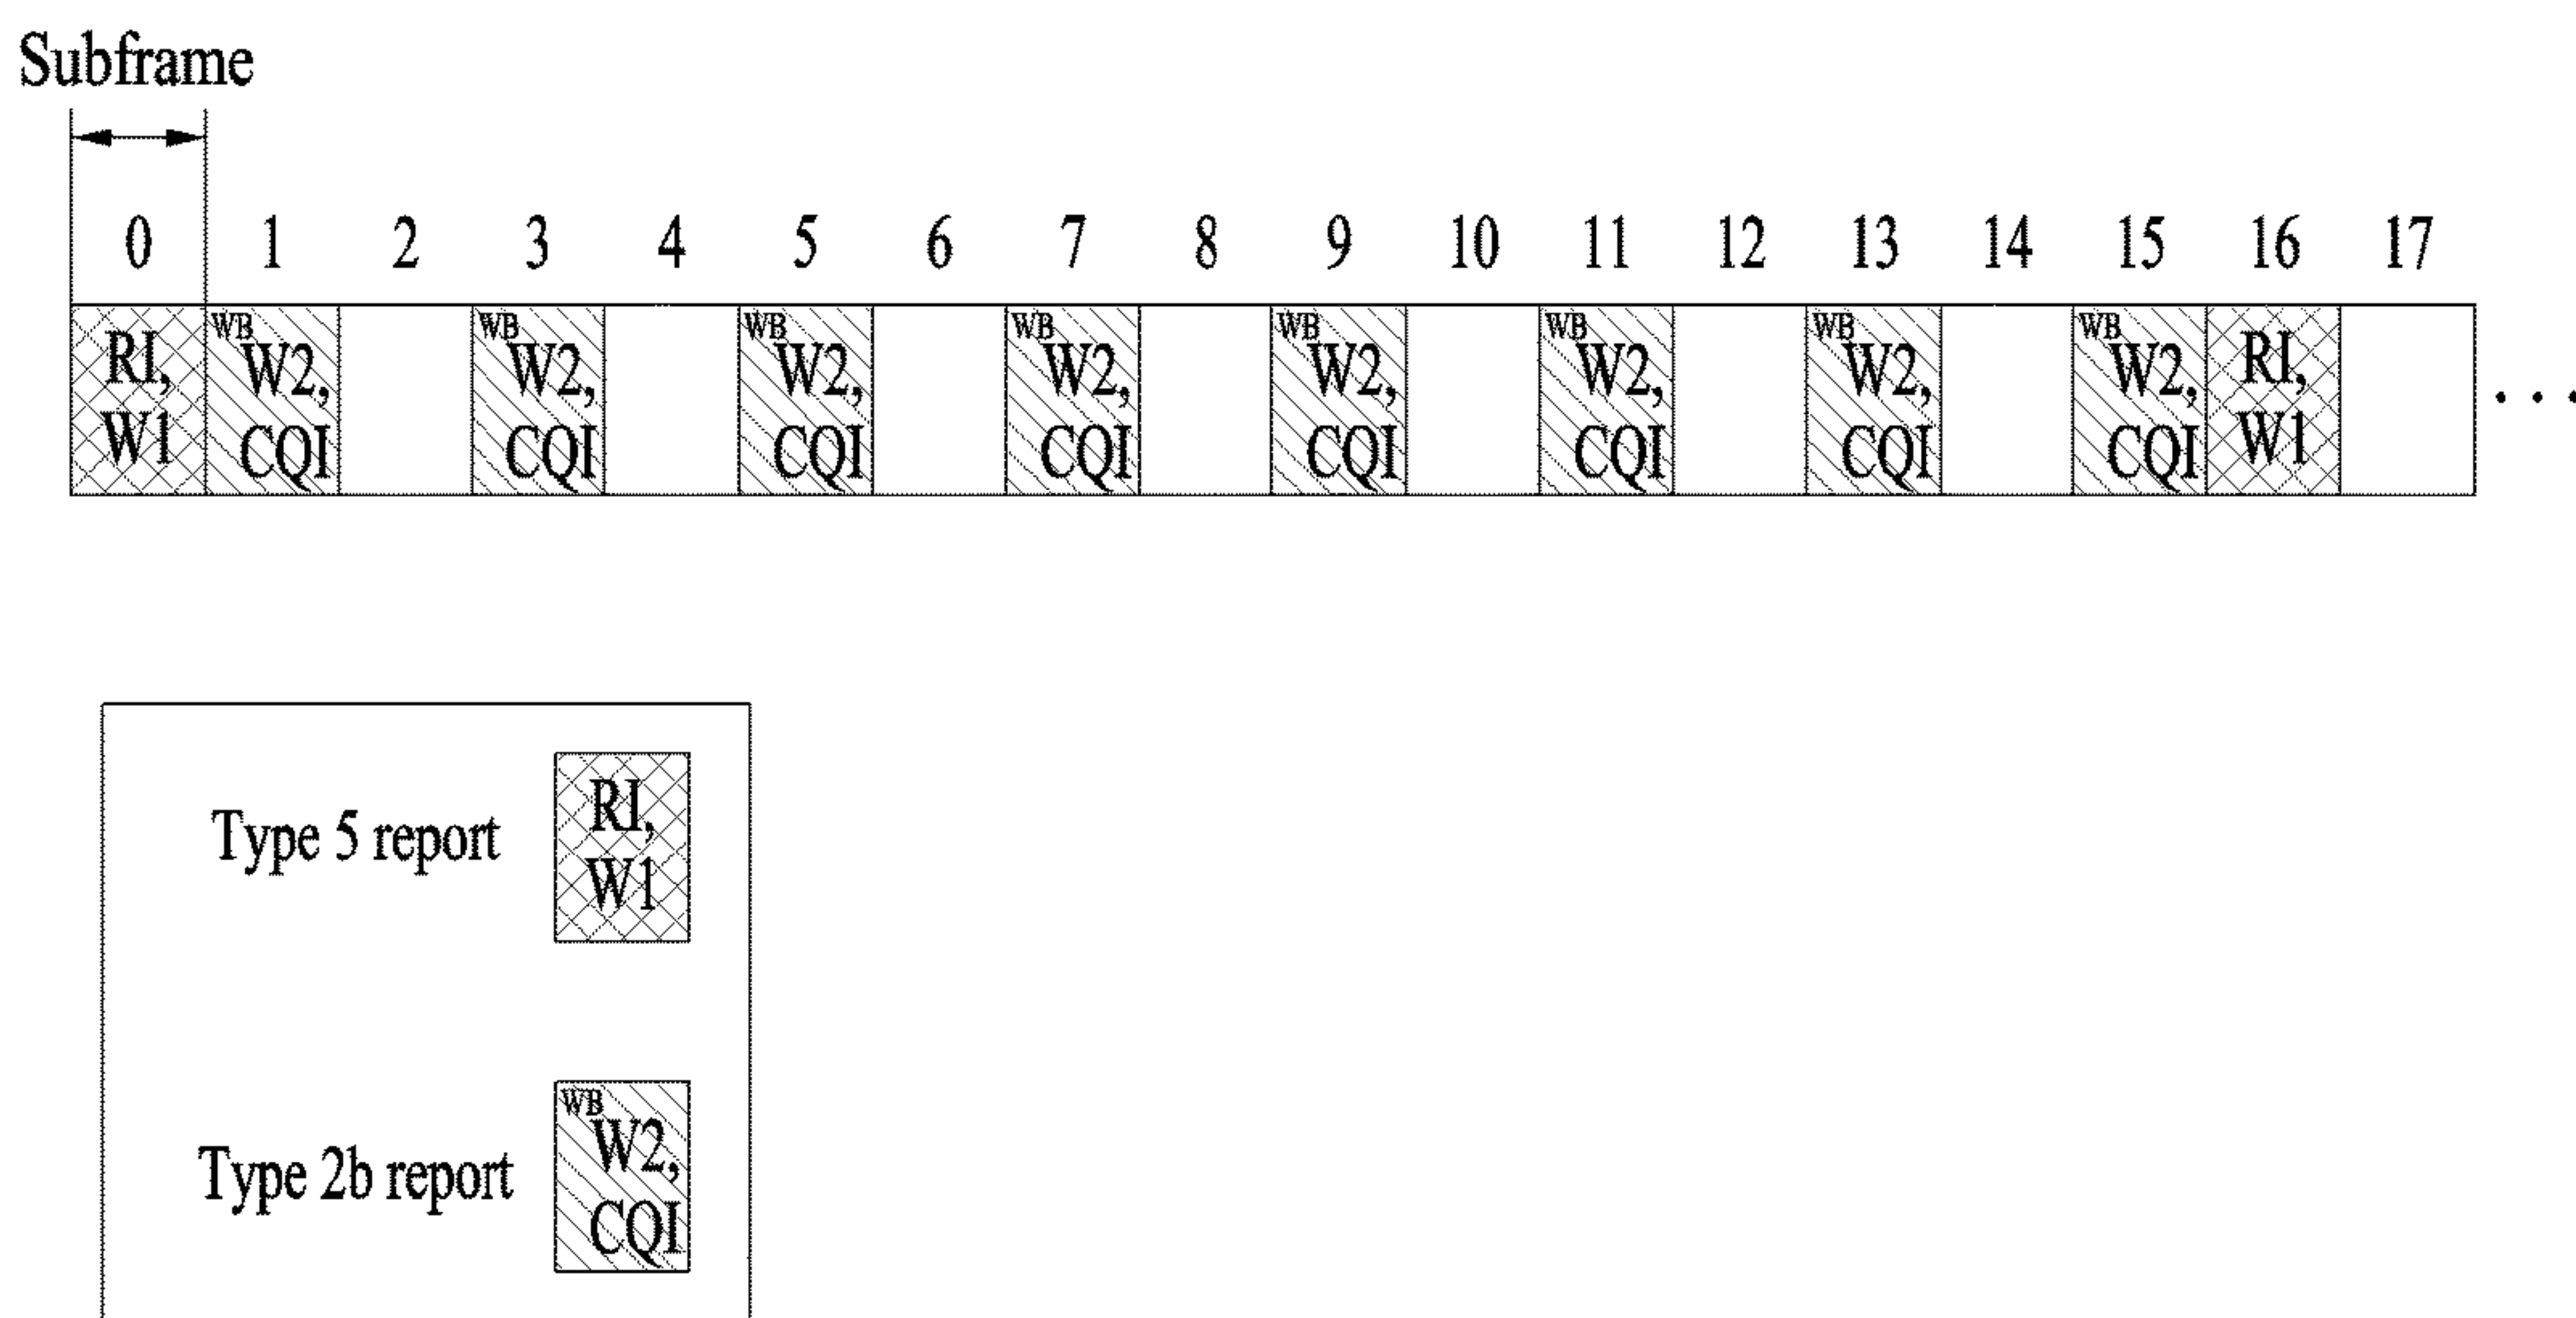 Subframe
0 1 2 3 4 5 6 7 8 9 10 11 12 13 14 15 16 17
RI, W1
WB W2, CQI
WB W2, CQI
WB W2, CQI
WB W2, CQI
WB W2, CQI
WB W2, CQI
WB W2, CQI
WB W2, CQI
RI, W1
...
Type 5 report
RI,
W1
Type 2b report
WB
W2,
CQI